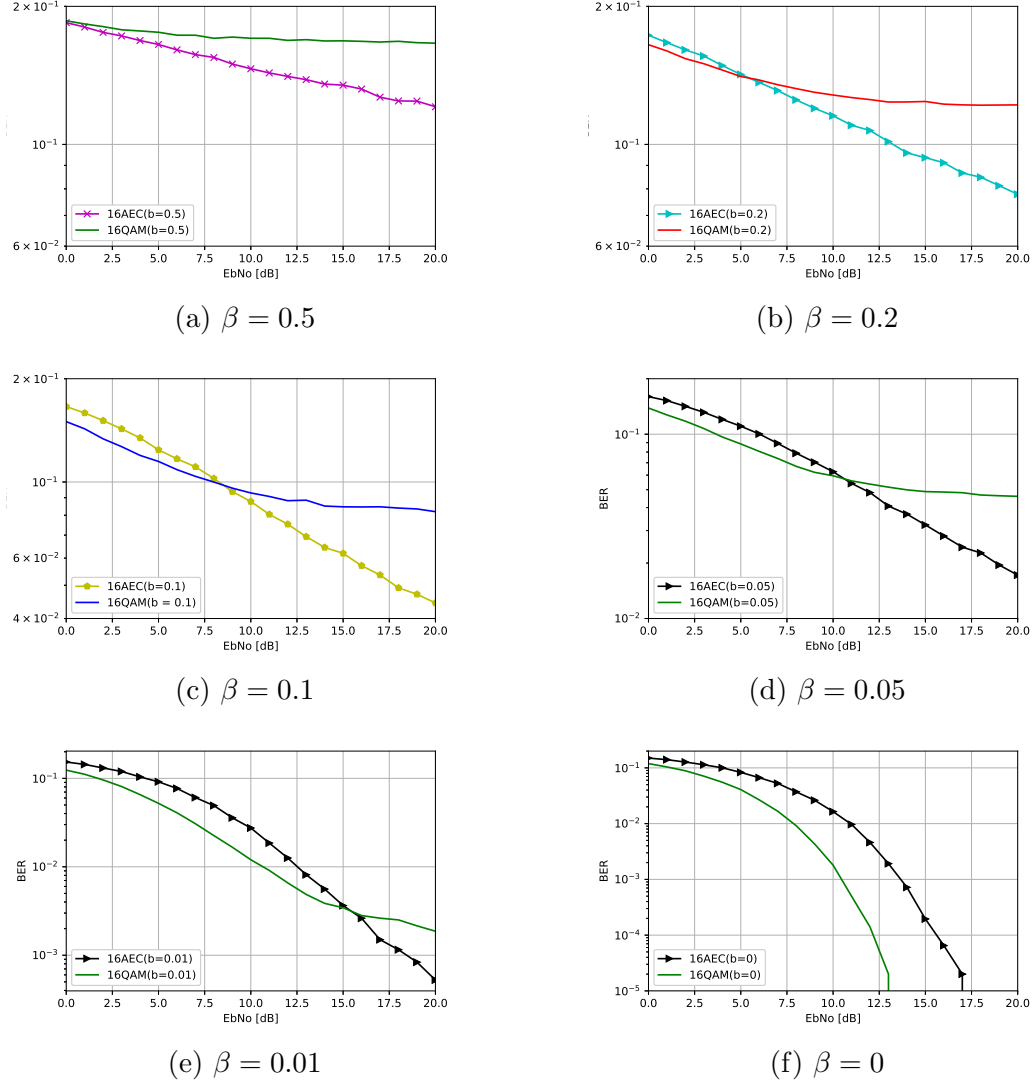 2 × 10⁻¹
10⁻¹
6 × 10⁻²
16AEC(b=0.5)
16QAM(b=0.5)
0.0 2.5 5.0 7.5 10.0 12.5 15.0 17.5 20.0
EbNo [dB]
(a) β = 0.5
2 × 10⁻¹
10⁻¹
6 × 10⁻²
16AEC(b=0.2)
16QAM(b=0.2)
0.0 2.5 5.0 7.5 10.0 12.5 15.0 17.5 20.0
EbNo [dB]
(b) β = 0.2
2 × 10⁻¹
10⁻¹
6 × 10⁻²
4 × 10⁻²
16AEC(b=0.1)
16QAM(b = 0.1)
0.0 2.5 5.0 7.5 10.0 12.5 15.0 17.5 20.0
EbNo [dB]
(c) β = 0.1
10⁻¹
BER
10⁻²
16AEC(b=0.05)
16QAM(b=0.05)
0.0 2.5 5.0 7.5 10.0 12.5 15.0 17.5 20.0
EbNo [dB]
(d) β = 0.05
10⁻¹
BER
10⁻²
10⁻³
16AEC(b=0.01)
16QAM(b=0.01)
0.0 2.5 5.0 7.5 10.0 12.5 15.0 17.5 20.0
EbNo [dB]
(e) β = 0.01
10⁻¹
10⁻²
BER
10⁻³
10⁻⁴
10⁻⁵
16AEC(b=0)
16QAM(b=0)
0.0 2.5 5.0 7.5 10.0 12.5 15.0 17.5 20.0
EbNo [dB]
(f) β = 0